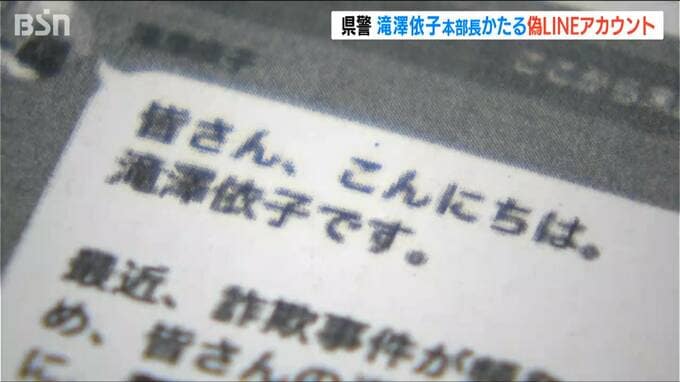 BSN
県警 滝澤依子本部長かたる偽LINEアカウント
皆さん、こんにちは。
滝澤依子です。
最近、詐欺事件が
め、皆さんの
に、